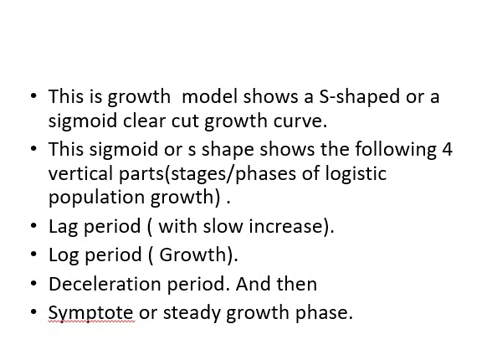 • This is growth  model shows a S-shaped or a
sigmoid clear cut growth curve.
• This sigmoid or s shape shows the following 4
vertical parts(stages/phases of logistic
population growth) .
• Lag period ( with slow increase).
• Log period ( Growth).
• Deceleration period. And then
• Symptote or steady growth phase.